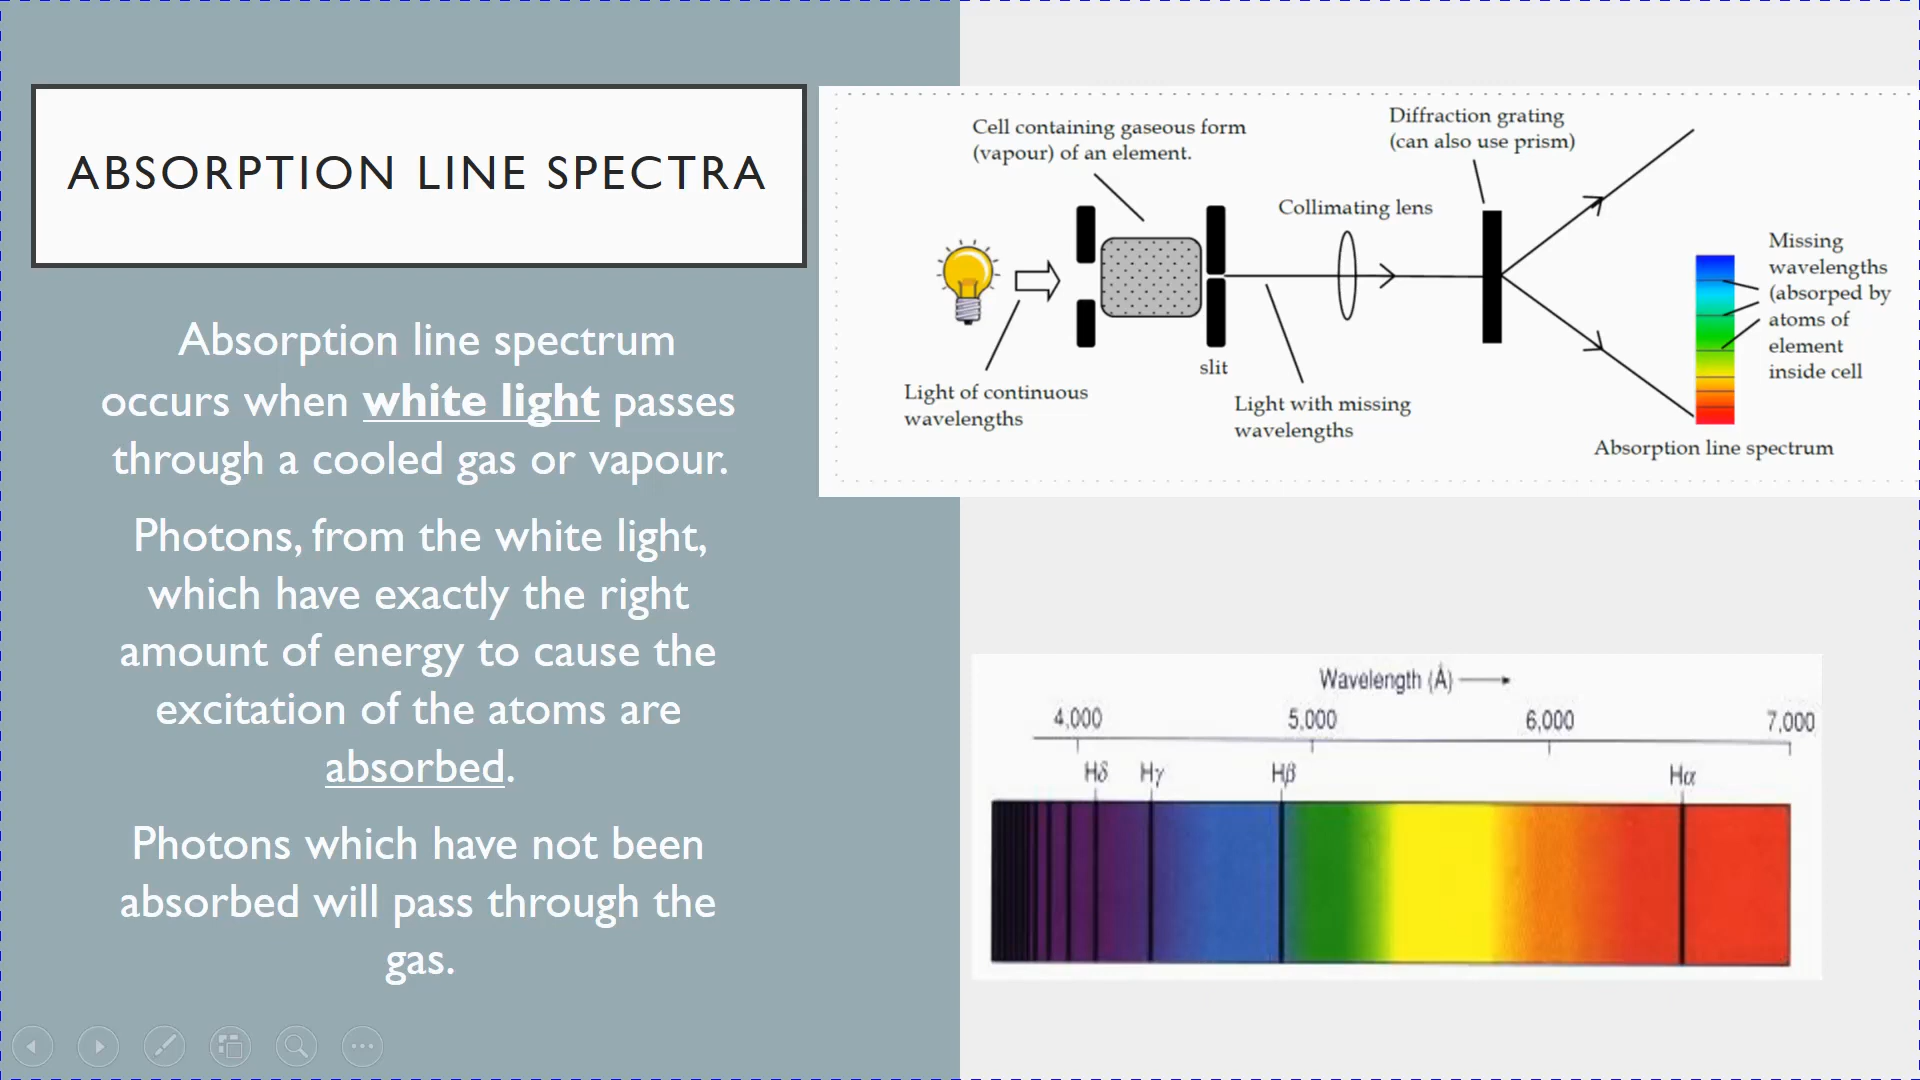 ABSORPTION LINE SPECTRA
Absorption line spectrum
occurs when white light passes
through a cooled gas or vapour.
Photons, from the white light,
which have exactly the right
amount of energy to cause the
excitation of the atoms are
absorbed.
Photons which have not been
absorbed will pass through the
gas.
Cell containing gaseous form
(vapour) of an element.
Diffraction grating
(can also use prism)
Collimating lens
slit
Light of continuous
wavelengths
Light with missing
wavelengths
Missing
wavelengths
(absorped by
atoms of
element
inside cell
Absorption line spectrum
Wavelength (Å)
4,000 5,000 6,000 7,000
Hδ Hγ Hβ Hα